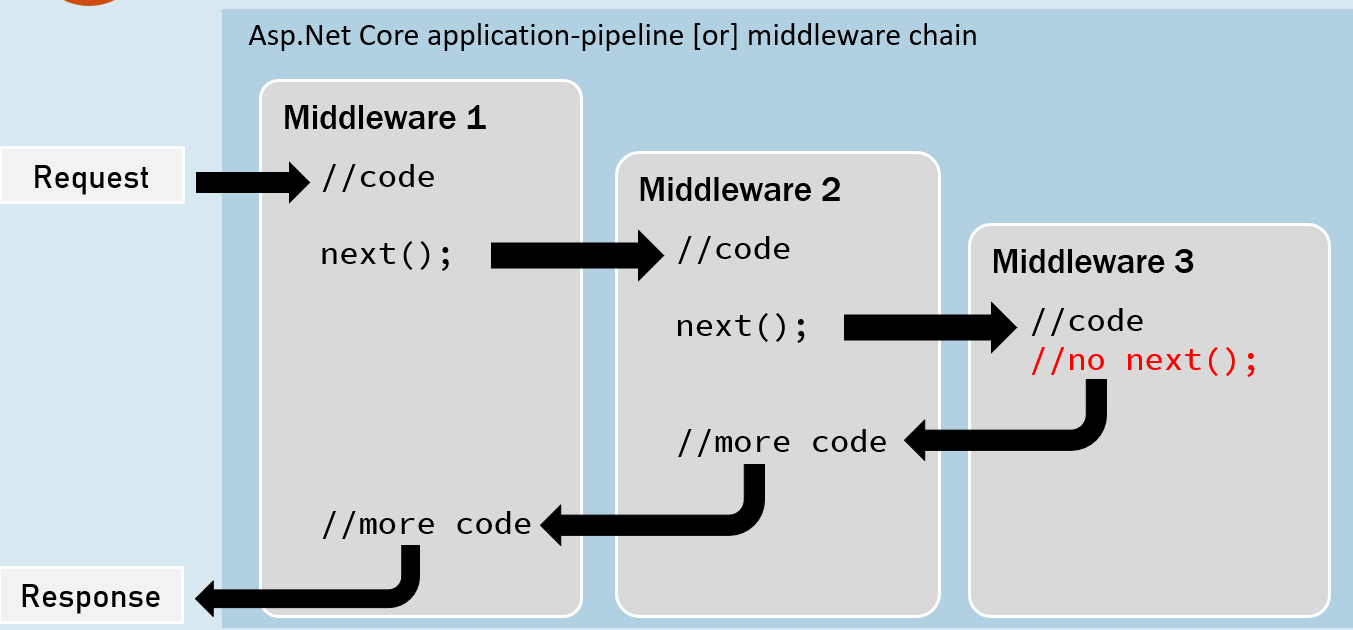 Asp.Net Core application-pipeline [or] middleware chain
Request
Middleware 1
//code
next();
//more code
Middleware 2
//code
next();
//more code
Middleware 3
//code
//no next();
Response